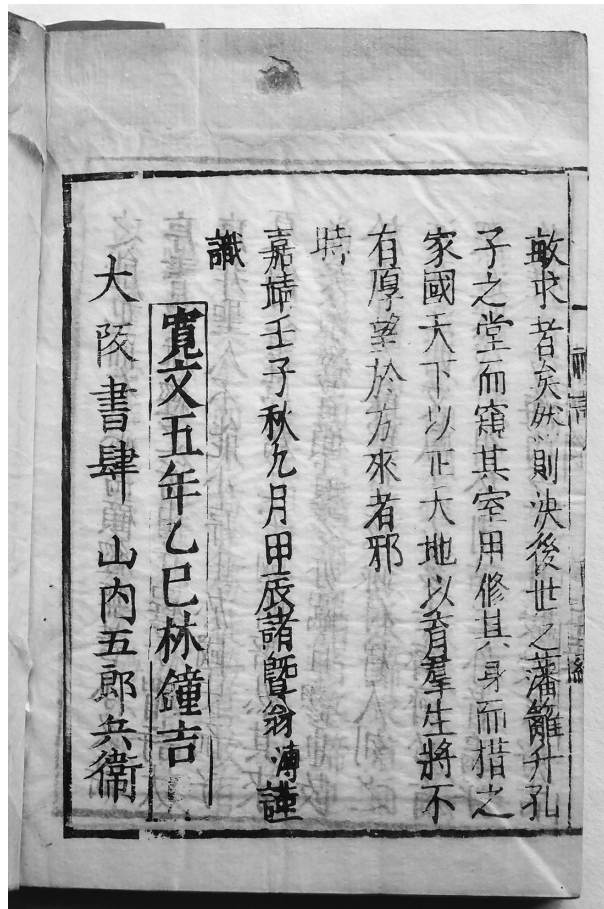 敏求者矣然則決後世之藩籬升孔
子之堂而窺其室用修其身而措之
家國天下以正大地以育羣生將不
有厚望於方來者邪
時
嘉靖壬子秋九月甲辰諸暨翁溥謹
識
寬文五年乙巳林鐘吉
大阪書肆 山内五郎兵衛